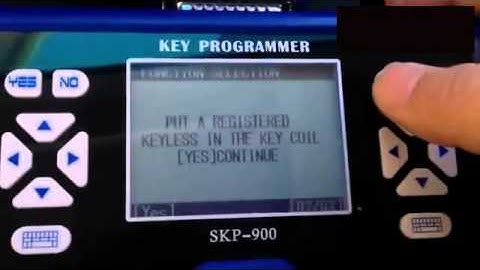 KEY PROGRAMMER
FUNCTION SELECTION
YES
NO
PUT A REGISTERED
KEYLESS IN THE KEY COIL
[YES]CONTINUE
[Yes]
SKP-900